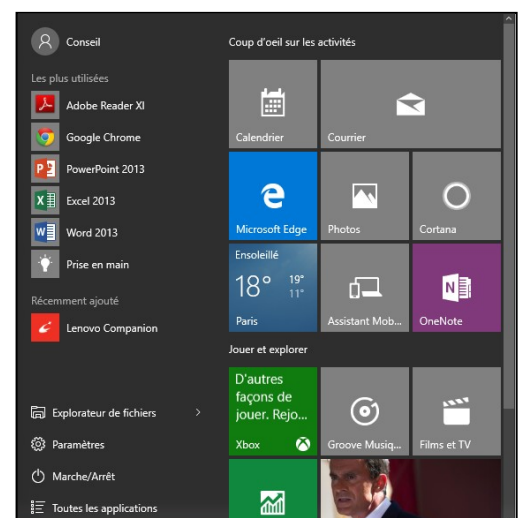 Conseil
Les plus utilisées
Adobe Reader XI
Google Chrome
PowerPoint 2013
Excel 2013
Word 2013
Prise en main
Récemment ajouté
Lenovo Companion
Explorateur de fichiers
Paramètres
Marche/Arrêt
Toutes les applications
Coup d'oeil sur les activités
Calendrier
Courrier
Microsoft Edge
Photos
Cortana
Ensoleillé
18° 19°
11°
Paris
Assistant Mob...
OneNote
Jouer et explorer
D'autres
façons de
jouer. Rejo...
Xbox
Groove Musiq...
Films et TV